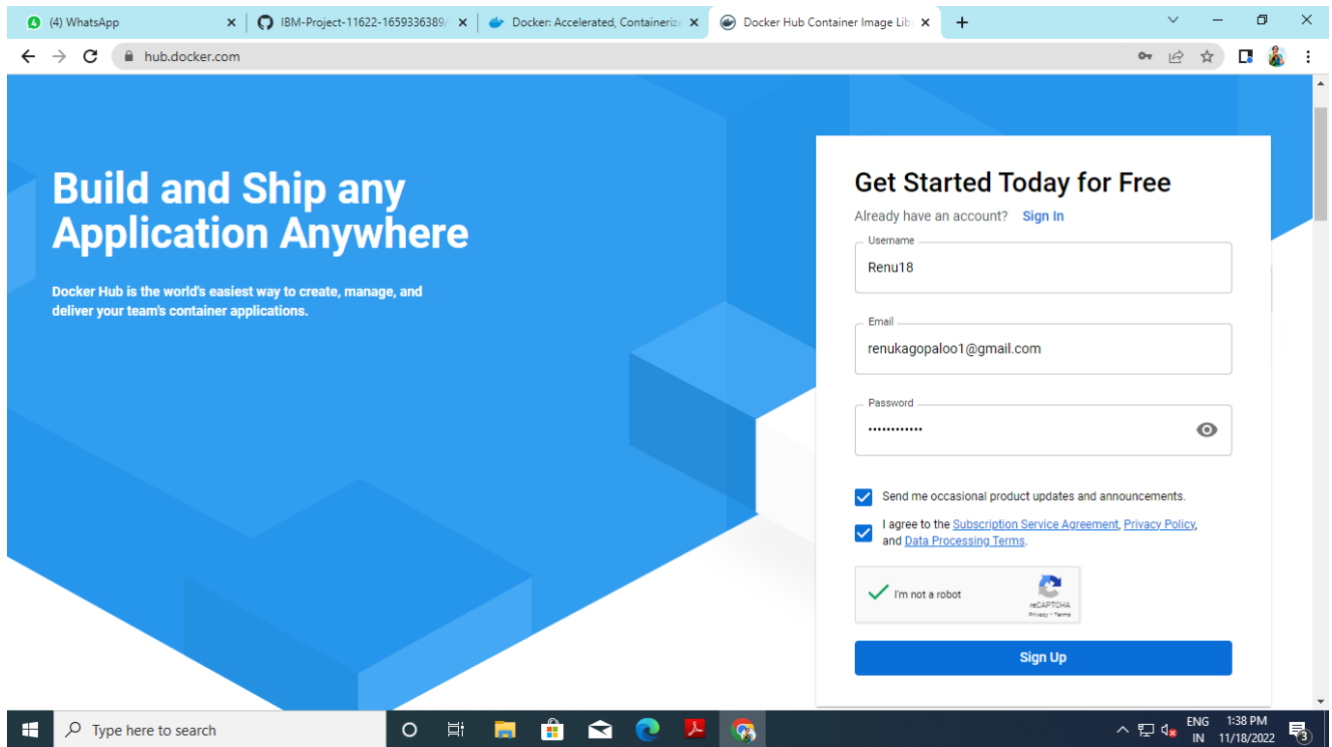 (4) WhatsApp
IBM-Project-11622-1659336389/
Docker: Accelerated, Containeriz
Docker Hub Container Image Lib
hub.docker.com
Build and Ship any
Application Anywhere
Docker Hub is the world's easiest way to create, manage, and
deliver your team's container applications.
Get Started Today for Free
Already have an account? Sign In
Username
Renu18
Email
renukagopaloo1@gmail.com
Password
••••••••••••
Send me occasional product updates and announcements.
I agree to the Subscription Service Agreement, Privacy Policy,
and Data Processing Terms.
I'm not a robot
reCAPTCHA
Privacy - Terms
Sign Up
Type here to search
ENG
IN
1:38 PM
11/18/2022
3